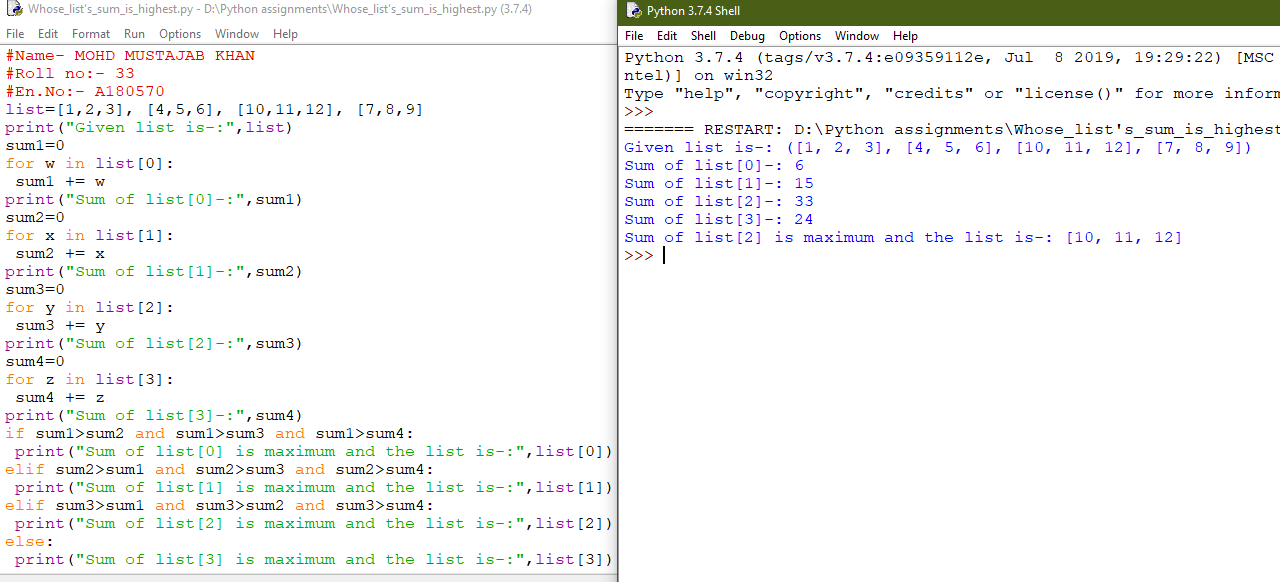 Whose_list's_sum_is_highest.py - D:\Python assignments\Whose_list's_sum_is_highest.py (3.7.4)
File Edit Format Run Options Window Help
#Name- MOHD MUSTAJAB KHAN
#Roll no:- 33
#En.No:- A180570
list=[1,2,3], [4,5,6], [10,11,12], [7,8,9]
print("Given list is-:",list)
sum1=0
for w in list[0]:
 sum1 += w
print("Sum of list[0]-:",sum1)
sum2=0
for x in list[1]:
 sum2 += x
print("Sum of list[1]-:",sum2)
sum3=0
for y in list[2]:
 sum3 += y
print("Sum of list[2]-:",sum3)
sum4=0
for z in list[3]:
 sum4 += z
print("Sum of list[3]-:",sum4)
if sum1>sum2 and sum1>sum3 and sum1>sum4:
 print("Sum of list[0] is maximum and the list is-:",list[0])
elif sum2>sum1 and sum2>sum3 and sum2>sum4:
 print("Sum of list[1] is maximum and the list is-:",list[1])
elif sum3>sum1 and sum3>sum2 and sum3>sum4:
 print("Sum of list[2] is maximum and the list is-:",list[2])
else:
 print("Sum of list[3] is maximum and the list is-:",list[3])
Python 3.7.4 Shell
File Edit Shell Debug Options Window Help
Python 3.7.4 (tags/v3.7.4:e09359112e, Jul  8 2019, 19:29:22) [MSC
ntel)] on win32
Type "help", "copyright", "credits" or "license()" for more inform
>>>
======= RESTART: D:\Python assignments\Whose_list's_sum_is_highest
Given list is-: ([1, 2, 3], [4, 5, 6], [10, 11, 12], [7, 8, 9])
Sum of list[0]-: 6
Sum of list[1]-: 15
Sum of list[2]-: 33
Sum of list[3]-: 24
Sum of list[2] is maximum and the list is-: [10, 11, 12]
>>>